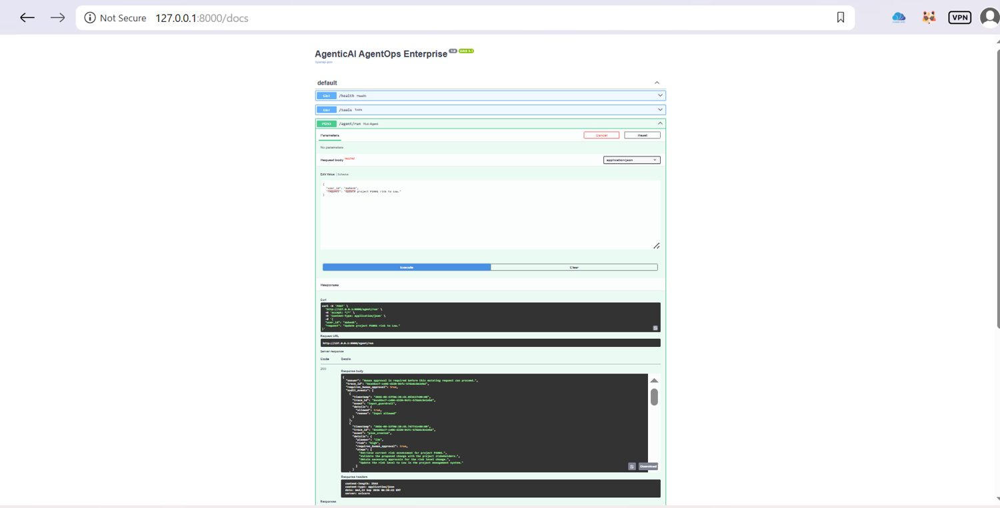 Not Secure 127.0.0.1:8000/docs
VPN
AgenticAI AgentOps Enterprise 1.0 OAS 3.1
/openapi.json
default
GET /health Health
GET /tools Tools
POST /agent/run Run Agent
Parameters
Cancel
Reset
No parameters
Request body required
application/json
Edit Value | Schema
{
"user_id": "mahesh",
"request": "Update project P1001 risk to Low."
}
Execute
Clear
Responses
Curl
curl -X 'POST' \
'http://127.0.0.1:8000/agent/run' \
-H 'accept: */*' \
-H 'Content-Type: application/json' \
-d '{
"user_id": "mahesh",
"request": "Update project P1001 risk to Low."
}'
Request URL
http://127.0.0.1:8000/agent/run
Server response
Code Details
200
Response body
{
"answer": "Human approval is required before this mutating request can proceed.",
"trace_id":
"requires_human_approval": true,
"audit_events": [
{
"timestamp":
"trace_id":
"event": "input_guardrail",
"details": {
"allowed": true,
"reason": "Input allowed"
}
},
{
"timestamp":
"trace_id":
"event": "plan_created",
"details": {
"planner": "llm",
"risk": "high",
"requires_human_approval": true,
"steps": [
"Retrieve current risk assessment for project P1001.",
"Validate the proposed change with the project stakeholders.",
"Obtain necessary approvals for the risk level change.",
"Update the risk level to Low in the project management system."
]
}
Download
Response headers
content-length:
content-type: application/json
date: Wed,23 Sep 2026
server: uvicorn
Responses